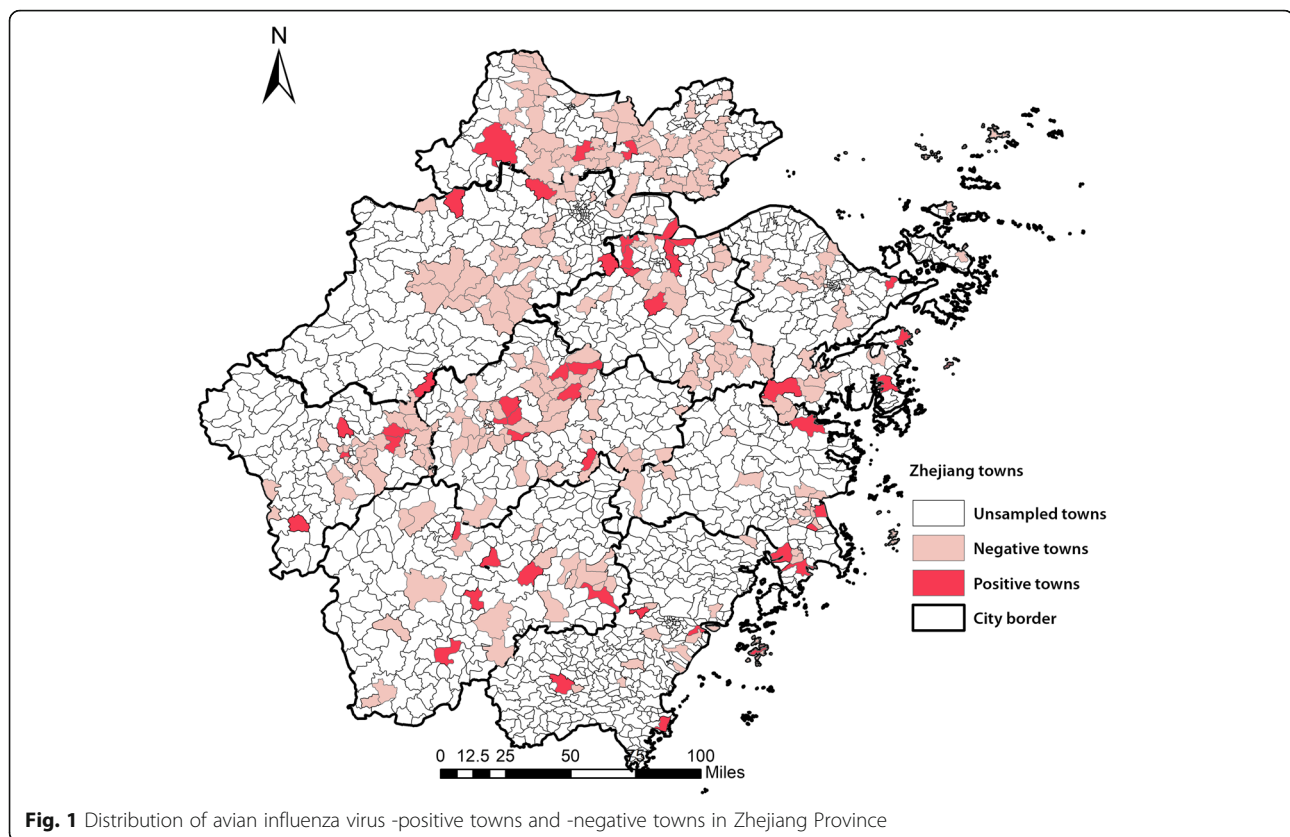 N
Zhejiang towns
Unsampled towns
Negative towns
Positive towns
City border
0 12.5 25 50 75 100
Miles
Fig. 1 Distribution of avian influenza virus -positive towns and -negative towns in Zhejiang Province